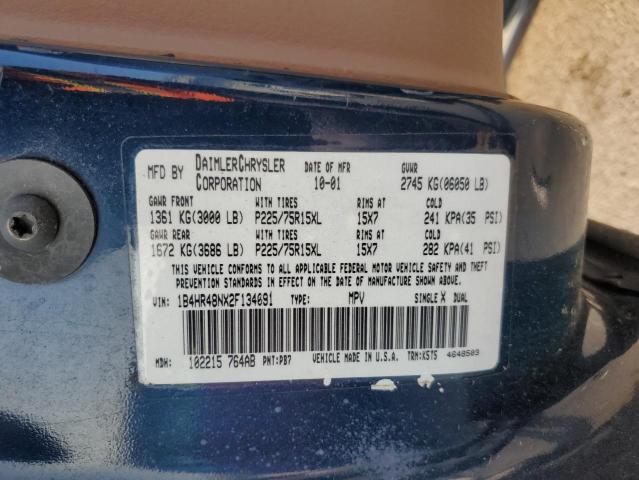 MFD BY DAIMLERCHRYSLER CORPORATION DATE OF MFR 10-01 GVWR 2745 KG(06050 LB)
GAWR FRONT WITH TIRES RIMS AT COLD
1361 KG(3000 LB) P225/75R15XL 15X7 241 KPA(35 PSI)
GAWR REAR WITH TIRES RIMS AT COLD
1672 KG(3686 LB) P225/75R15XL 15X7 282 KPA(41 PSI)
THIS VEHICLE CONFORMS TO ALL APPLICABLE FEDERAL MOTOR VEHICLE SAFETY AND THEFT
PREVENTION STANDARDS IN EFFECT ON THE DATE OF MANUFACTURE SHOWN ABOVE.
VIN: 1B4HR48NX2F134091 TYPE: MPV SINGLE X DUAL
MDH: 102215 764AB PNT:PB7 VEHICLE MADE IN U.S.A. TRM:K5T5 4648503